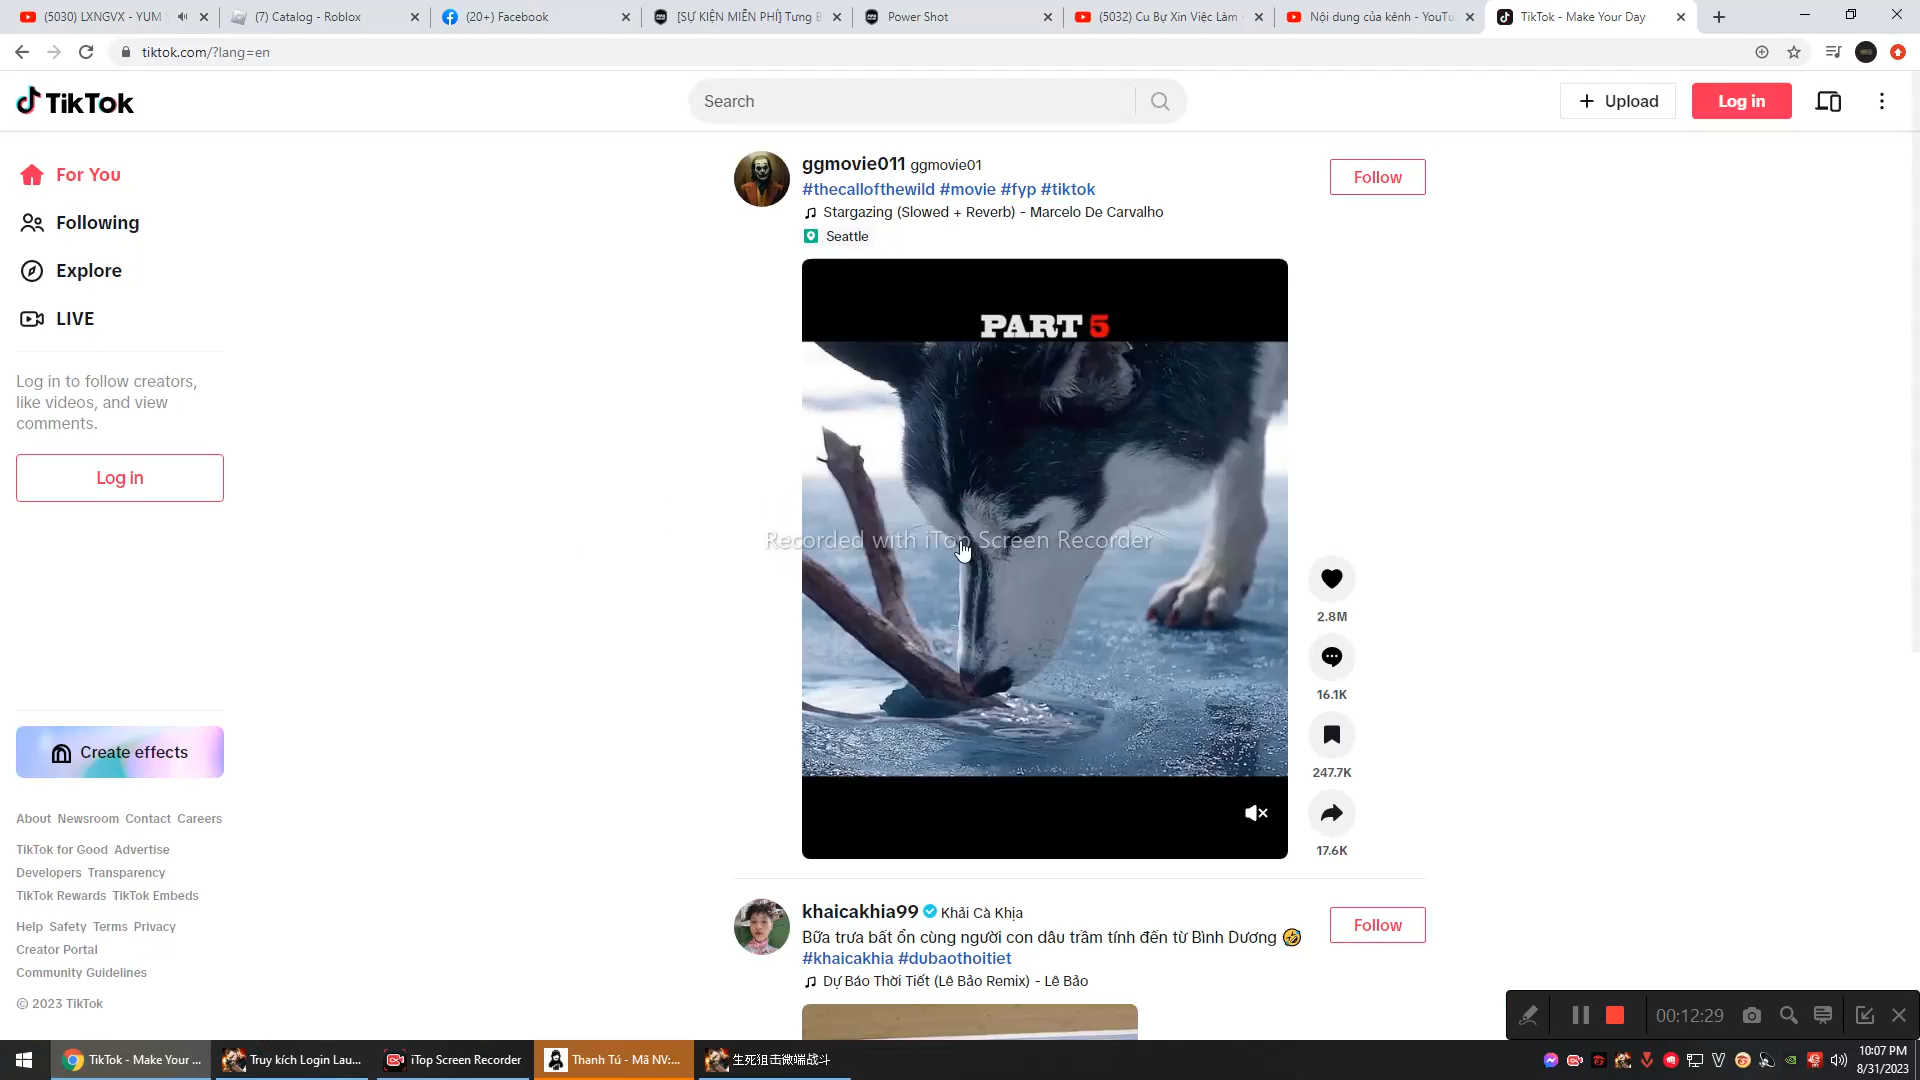 (5030) LXNGVX - YUM
(7) Catalog - Roblox
(20+) Facebook
[SỰ KIỆN MIỄN PHÍ] Tưng
Power Shot
(5032) Cu Bự Xin Việc Làm
Nội dung của kênh - YouTu
TikTok - Make Your Day
tiktok.com/?lang=en
TikTok
Search
Upload
Log in
For You
Following
Explore
LIVE
Log in to follow creators,
like videos, and view
comments.
Log in
Create effects
About Newsroom Contact Careers
TikTok for Good Advertise
Developers Transparency
TikTok Rewards TikTok Embeds
Help Safety Terms Privacy
Creator Portal
Community Guidelines
© 2023 TikTok
ggmovie011 ggmovie01
#thecallofthewild #movie #fyp #tiktok
Stargazing (Slowed + Reverb) - Marcelo De Carvalho
Seattle
Follow
PART 5
Recorded with iTop Screen Recorder
2.8M
16.1K
247.7K
17.6K
khaicakhia99 Khải Cà Khịa
Bữa trưa bất ổn cùng người con dâu trầm tính đến từ Bình Dương 🤣
#khaicakhia #dubaothoitiet
Dự Báo Thời Tiết (Lê Bảo Remix) - Lê Bảo
Follow
00:12:29
TikTok - Make Your ...
Truy kích Login Lau...
iTop Screen Recorder
Thanh Tú - Mã NV:...
生死狙击微端战斗
10:07 PM
8/31/2023